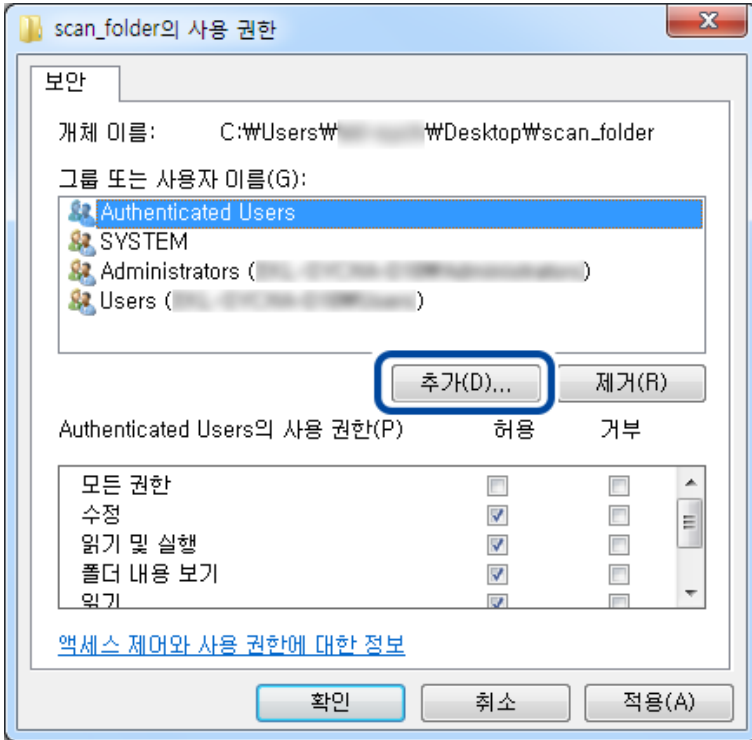 scan_folder의 사용 권한
보안
개체 이름: C:₩Users₩ ₩Desktop₩scan_folder
그룹 또는 사용자 이름(G):
Authenticated Users
SYSTEM
Administrators ( )
Users ( )
추가(D)... 제거(R)
Authenticated Users의 사용 권한(P) 허용 거부
모든 권한
수정
읽기 및 실행
폴더 내용 보기
읽기
액세스 제어와 사용 권한에 대한 정보
확인 취소 적용(A)